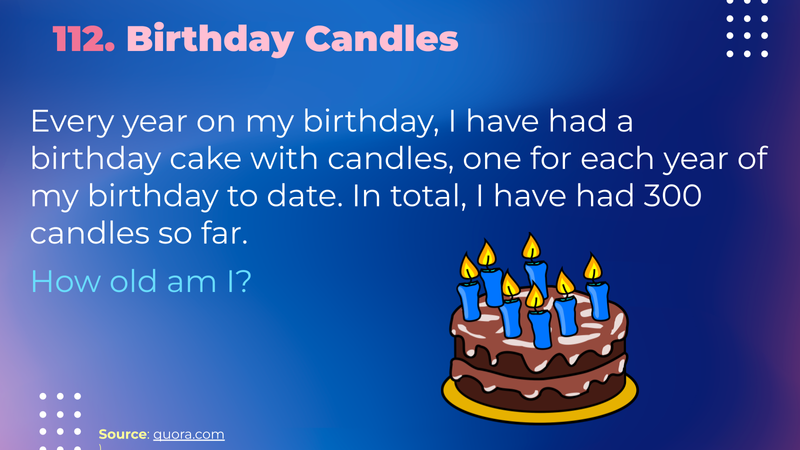 112. Birthday Candles
Every year on my birthday, I have had a
birthday cake with candles, one for each year of
my birthday to date. In total, I have had 300
candles so far.
How old am I?
Source: quora.com
\